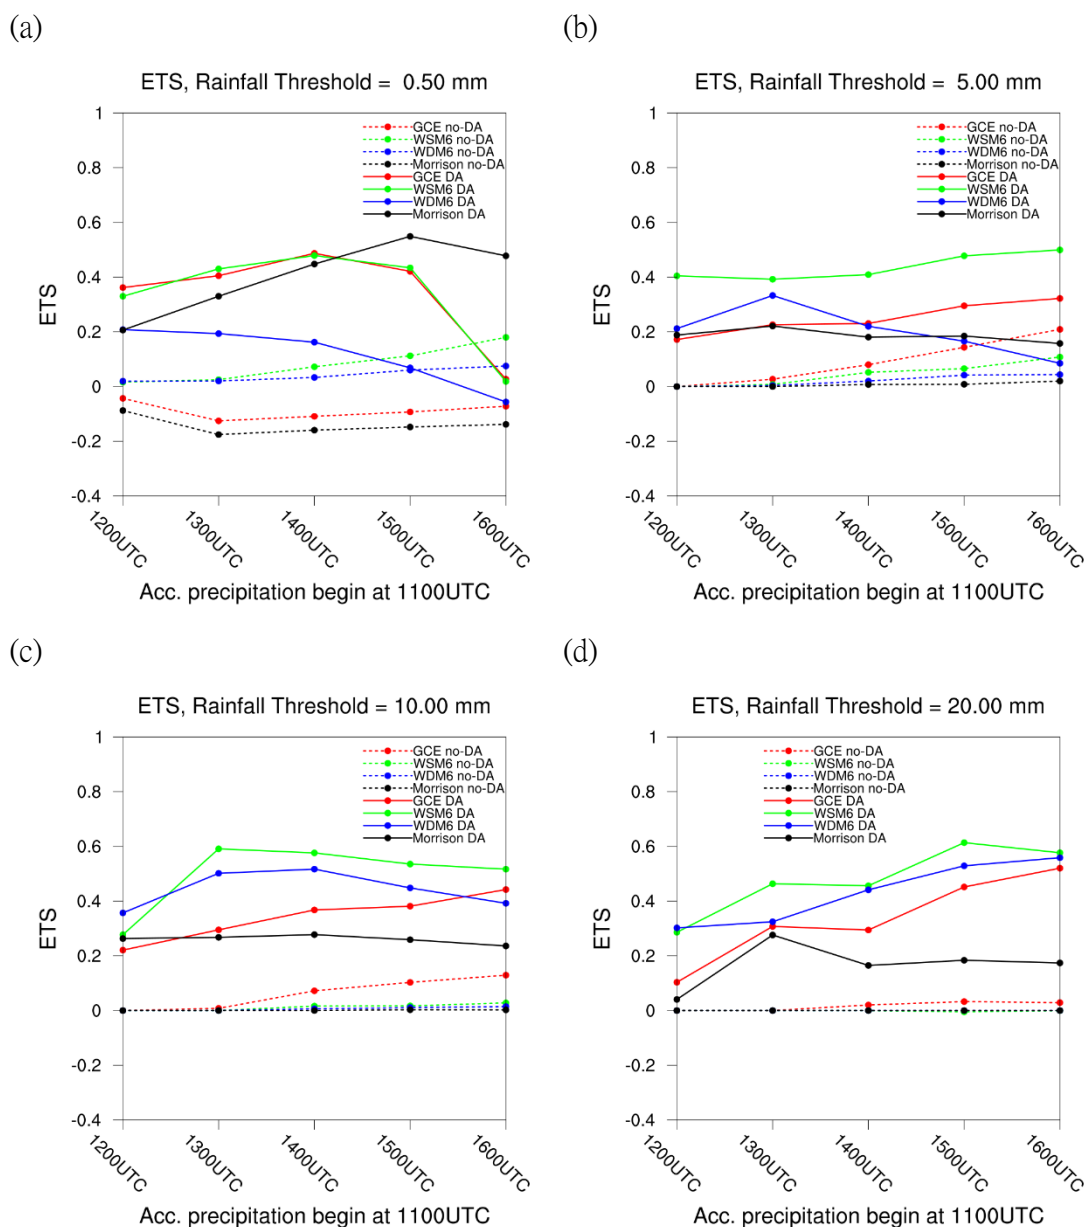 (a)
ETS, Rainfall Threshold = 0.50 mm
1
0.8
0.6
0.4
0.2
0
-0.2
-0.4
ETS
GCE no-DA
WSM6 no-DA
WDM6 no-DA
Morrison no-DA
GCE DA
WSM6 DA
WDM6 DA
Morrison DA
1200UTC
1300UTC
1400UTC
1500UTC
1600UTC
Acc. precipitation begin at 1100UTC
(b)
ETS, Rainfall Threshold = 5.00 mm
1
0.8
0.6
0.4
0.2
0
-0.2
-0.4
ETS
GCE no-DA
WSM6 no-DA
WDM6 no-DA
Morrison no-DA
GCE DA
WSM6 DA
WDM6 DA
Morrison DA
1200UTC
1300UTC
1400UTC
1500UTC
1600UTC
Acc. precipitation begin at 1100UTC
(c)
ETS, Rainfall Threshold = 10.00 mm
1
0.8
0.6
0.4
0.2
0
-0.2
-0.4
ETS
GCE no-DA
WSM6 no-DA
WDM6 no-DA
Morrison no-DA
GCE DA
WSM6 DA
WDM6 DA
Morrison DA
1200UTC
1300UTC
1400UTC
1500UTC
1600UTC
Acc. precipitation begin at 1100UTC
(d)
ETS, Rainfall Threshold = 20.00 mm
1
0.8
0.6
0.4
0.2
0
-0.2
-0.4
ETS
GCE no-DA
WSM6 no-DA
WDM6 no-DA
Morrison no-DA
GCE DA
WSM6 DA
WDM6 DA
Morrison DA
1200UTC
1300UTC
1400UTC
1500UTC
1600UTC
Acc. precipitation begin at 1100UTC